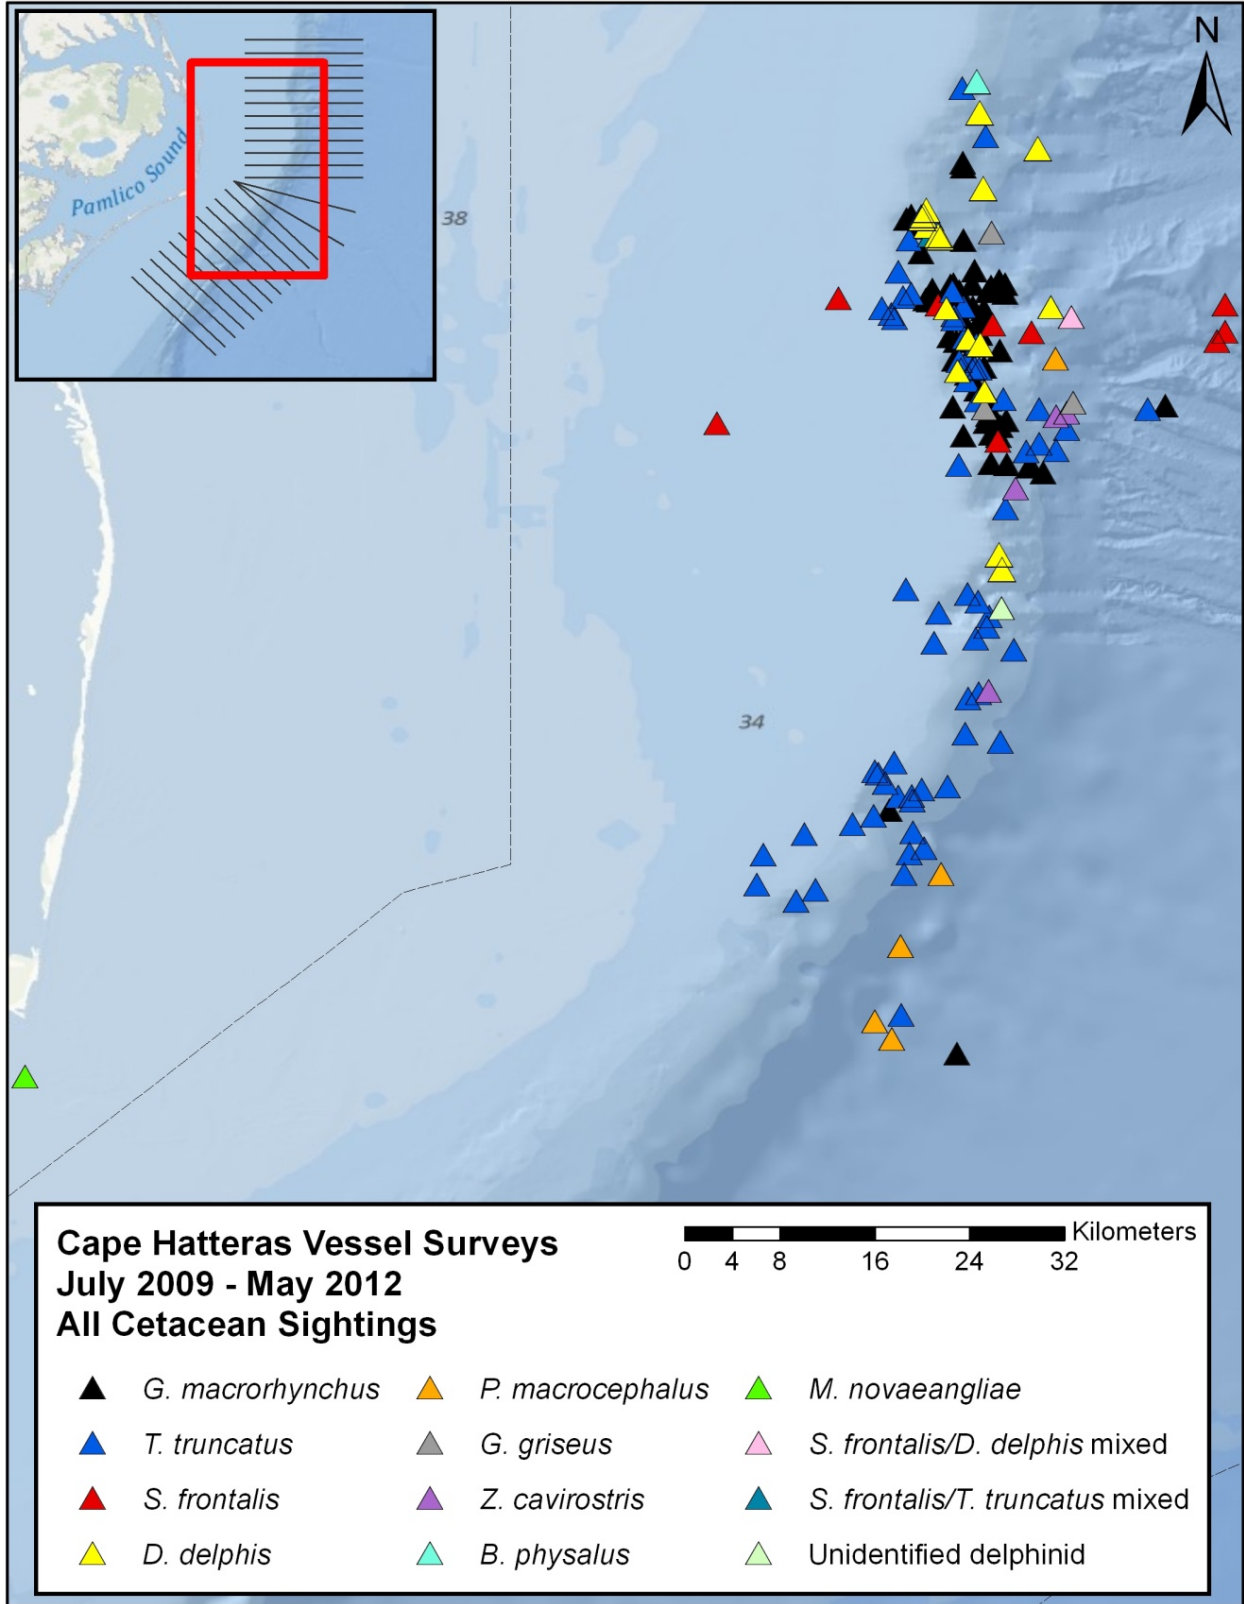 Pamlico Sound
N
38
34
Cape Hatteras Vessel Surveys
July 2009 - May 2012
All Cetacean Sightings
Kilometers
0 4 8 16 24 32
G. macrorhynchus
T. truncatus
S. frontalis
D. delphis
P. macrocephalus
G. griseus
Z. cavirostris
B. physalus
M. novaeangliae
S. frontalis/D. delphis mixed
S. frontalis/T. truncatus mixed
Unidentified delphinid